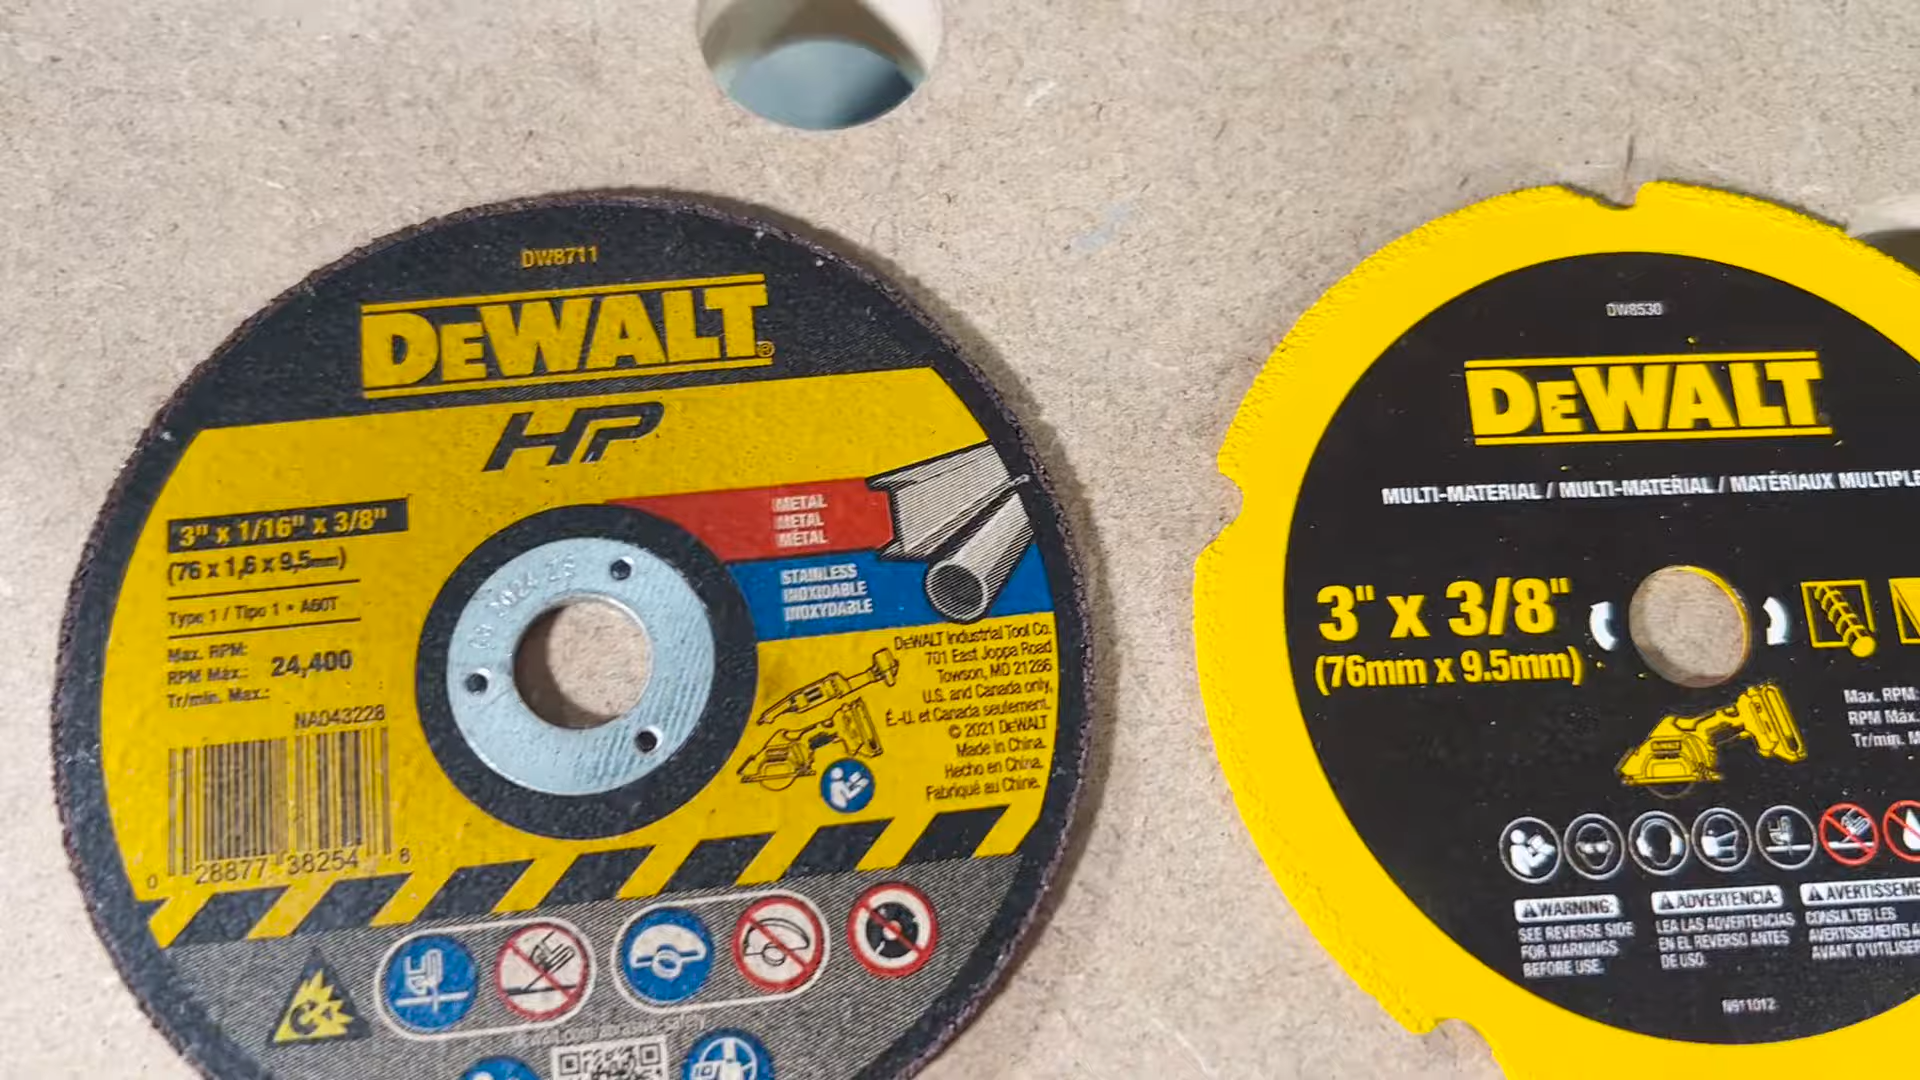 DW8711
DEWALT®
HP
3" x 1/16" x 3/8"
(76 x 1,6 x 9,5mm)
Type 1 / Tipo 1 • A60T
Max. RPM:
RPM Máx.: 24,400
Tr/min. Max.:
NA043228
0 28877 38254 8
METAL
METAL
MÉTAL
STAINLESS
INOXIDABLE
INOXYDABLE
DEWALT Industrial Tool Co.
701 East Joppa Road
Towson, MD 21286
U.S. and Canada only,
É.-U. et Canada seulement.
© 2021 DEWALT
Made in China.
Hecho en China.
Fabriqué au Chine.
DW8530
DEWALT
MULTI-MATERIAL / MULTI-MATERIAL / MATÉRIAUX MULTIPLE
3" x 3/8"
(76mm x 9.5mm)
Max. RPM:
RPM Máx.
Tr/min. M
WARNING:
SEE REVERSE SIDE
FOR WARNINGS
BEFORE USE.
ADVERTENCIA:
LEA LAS ADVERTENCIAS
EN EL REVERSO ANTES
DE USO.
AVERTISSEME
CONSULTER LES
AVERTISSEMENTS A
AVANT D'UTILISER
N911012